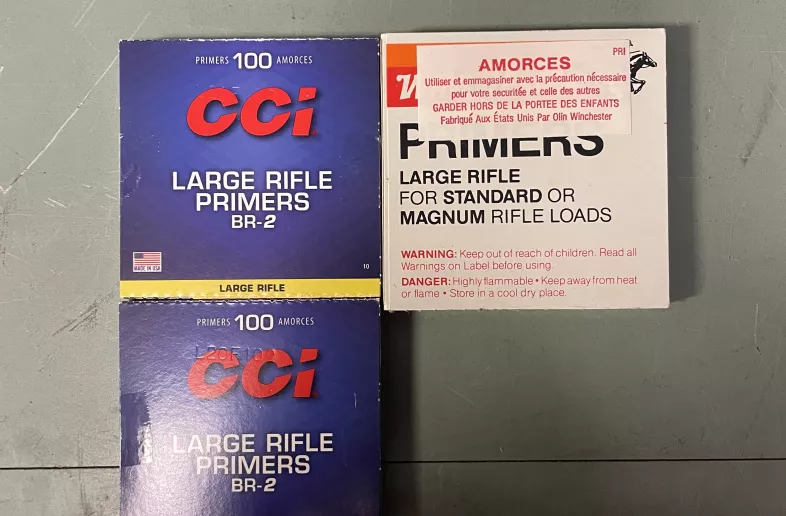 PRIMERS 100 AMORCES
CCI
LARGE RIFLE
PRIMERS
BR-2
MADE IN USA
10
LARGE RIFLE
PRI
AMORCES
Utiliser et emmagasiner avec la précaution nécessaire
pour votre securitée et celle des autres
GARDER HORS DE LA PORTEE DES ENFANTS
Fabriqué Aux États Unis Par Olin Winchester
PRIMERS
LARGE RIFLE
FOR STANDARD OR
MAGNUM RIFLE LOADS
WARNING: Keep out of reach of children. Read all
Warnings on Label before using.
DANGER: Highly flammable • Keep away from heat
or flame • Store in a cool dry place.
PRIMERS 100 AMORCES
CCI
LARGE RIFLE
PRIMERS
BR-2